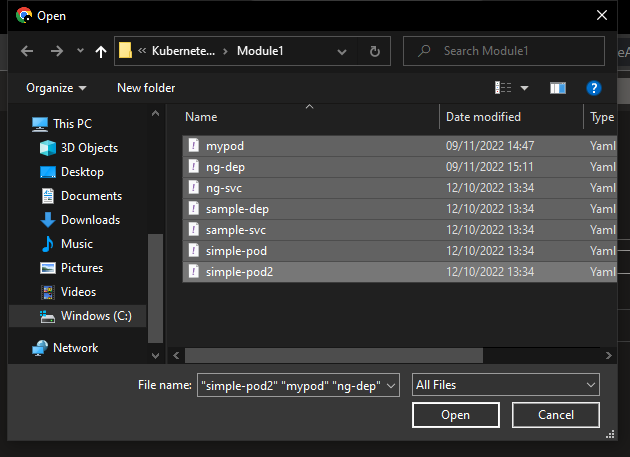 Open
« Kubernete... > Module1
Search Module1
Organize
New folder
Name
Date modified
Type
This PC
3D Objects
Desktop
Documents
Downloads
Music
Pictures
Videos
Windows (C:)
Network
mypod 09/11/2022 14:47 Yaml
ng-dep 09/11/2022 15:11 Yaml
ng-svc 12/10/2022 13:34 Yaml
sample-dep 12/10/2022 13:34 Yaml
sample-svc 12/10/2022 13:34 Yaml
simple-pod 12/10/2022 13:34 Yaml
simple-pod2 12/10/2022 13:34 Yaml
File name:
"simple-pod2" "mypod" "ng-dep"
All Files
Open
Cancel